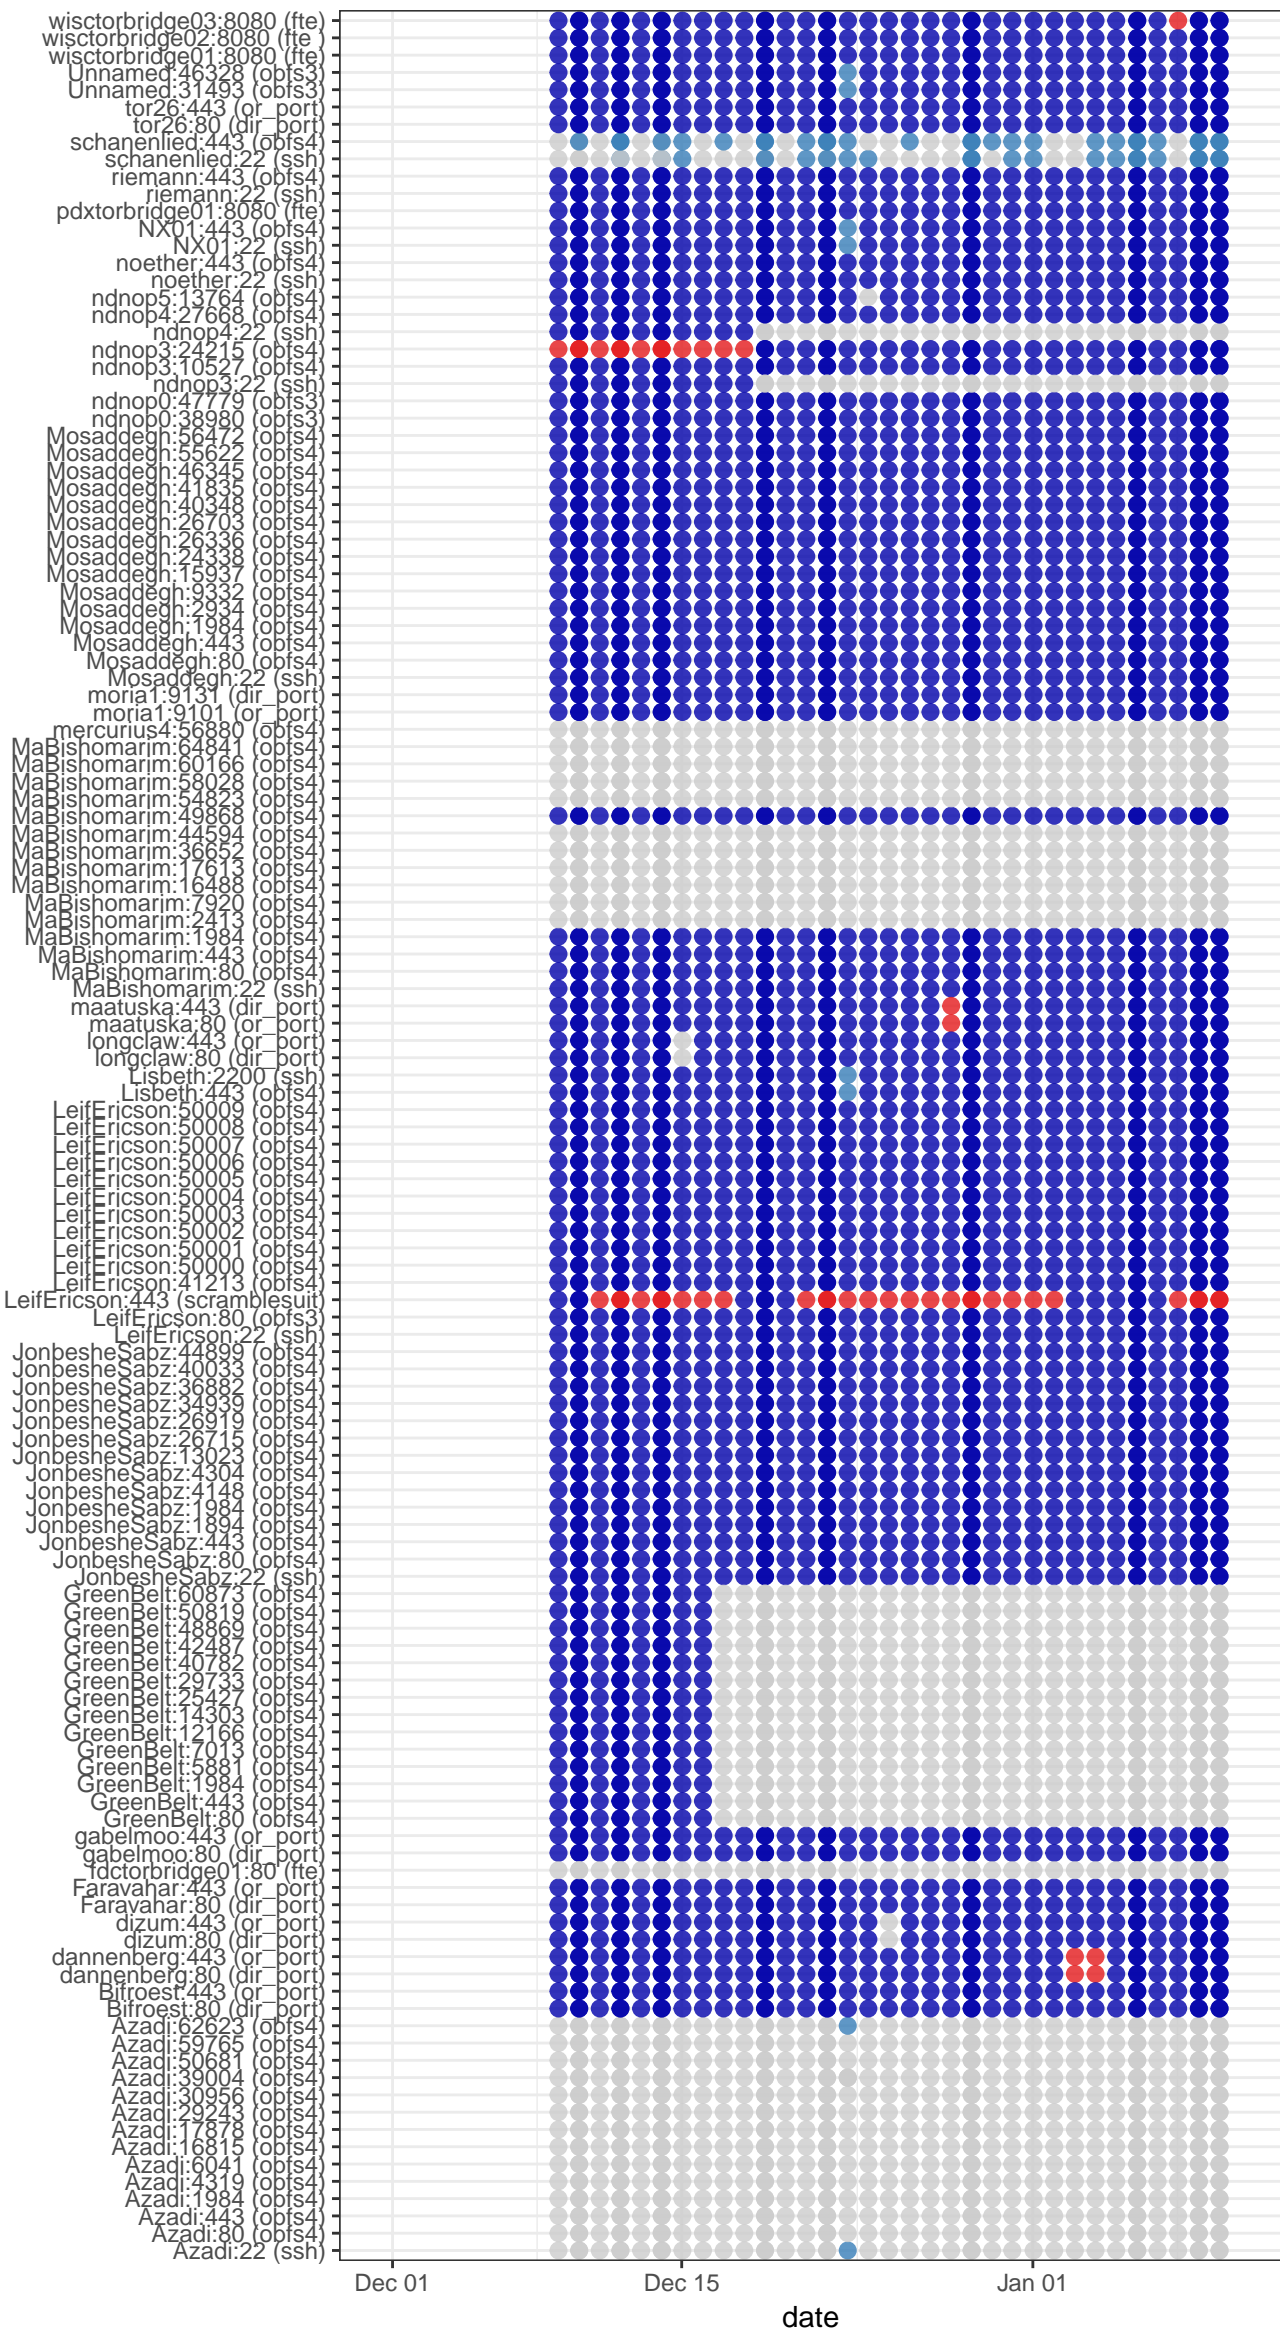 wisctorbridge03:8080 (fte)
wisctorbridge02:8080 (fte )
wisctorbridge01:8080 (fte)
Unnamed:46328 (obfs3)
Unnamed:31493 (obfs3)
tor26:443 (or_port)
tor26:80 (dir_port)
schanenlied:443 (obfs4)
schanenlied:22 (ssh)
riemann:443 (obfs4)
riemann:22 (ssh)
pdxtorbridge01:8080 (fte)
NX01:443 (obfs4)
NX01:22 (ssh)
noether:443 (obfs4)
noether:22 (ssh)
ndnop5:13764 (obfs4)
ndnop4:27668 (obfs4)
ndnop4:22 (ssh)
ndnop3:24215 (obfs4)
ndnop3:10527 (obfs4)
ndnop3:22 (ssh)
ndnop0:47779 (obfs3)
ndnop0:38980 (obfs3)
Mosaddegh:56472 (obfs4)
Mosaddegh:55622 (obfs4)
Mosaddegh:46345 (obfs4)
Mosaddegh:41835 (obfs4)
Mosaddegh:40348 (obfs4)
Mosaddegh:26703 (obfs4)
Mosaddegh:26336 (obfs4)
Mosaddegh:24338 (obfs4)
Mosaddegh:15937 (obfs4)
Mosaddegh:9332 (obfs4)
Mosaddegh:2934 (obfs4)
Mosaddegh:1984 (obfs4)
Mosaddegh:443 (obfs4)
Mosaddegh:80 (obfs4)
Mosaddegh:22 (ssh)
moria1:9131 (dir_port)
moria1:9101 (or_port)
mercurius4:56880 (obfs4)
MaBishomarim:64841 (obfs4)
MaBishomarim:60166 (obfs4)
MaBishomarim:58028 (obfs4)
MaBishomarim:54823 (obfs4)
MaBishomarim:49868 (obfs4)
MaBishomarim:44594 (obfs4)
MaBishomarim:36652 (obfs4)
MaBishomarim:17613 (obfs4)
MaBishomarim:16488 (obfs4)
MaBishomarim:7920 (obfs4)
MaBishomarim:2413 (obfs4)
MaBishomarim:1984 (obfs4)
MaBishomarim:443 (obfs4)
MaBishomarim:80 (obfs4)
MaBishomarim:22 (ssh)
maatuska:443 (dir_port)
maatuska:80 (or_port)
longclaw:443 (or_port)
longclaw:80 (dir_port)
Lisbeth:2200 (ssh)
Lisbeth:443 (obfs4)
LeifEricson:50009 (obfs4)
LeifEricson:50008 (obfs4)
LeifEricson:50007 (obfs4)
LeifEricson:50006 (obfs4)
LeifEricson:50005 (obfs4)
LeifEricson:50004 (obfs4)
LeifEricson:50003 (obfs4)
LeifEricson:50002 (obfs4)
LeifEricson:50001 (obfs4)
LeifEricson:50000 (obfs4)
LeifEricson:41213 (obfs4)
LeifEricson:443 (scramblesuit)
LeifEricson:80 (obfs3)
LeifEricson:22 (ssh)
JonbesheSabz:44899 (obfs4)
JonbesheSabz:40033 (obfs4)
JonbesheSabz:36882 (obfs4)
JonbesheSabz:34939 (obfs4)
JonbesheSabz:26919 (obfs4)
JonbesheSabz:26715 (obfs4)
JonbesheSabz:13023 (obfs4)
JonbesheSabz:4304 (obfs4)
JonbesheSabz:4148 (obfs4)
JonbesheSabz:1984 (obfs4)
JonbesheSabz:1894 (obfs4)
JonbesheSabz:443 (obfs4)
JonbesheSabz:80 (obfs4)
JonbesheSabz:22 (ssh)
GreenBelt:60873 (obfs4)
GreenBelt:50819 (obfs4)
GreenBelt:48869 (obfs4)
GreenBelt:42487 (obfs4)
GreenBelt:40782 (obfs4)
GreenBelt:29733 (obfs4)
GreenBelt:25427 (obfs4)
GreenBelt:14303 (obfs4)
GreenBelt:12166 (obfs4)
GreenBelt:7013 (obfs4)
GreenBelt:5881 (obfs4)
GreenBelt:1984 (obfs4)
GreenBelt:443 (obfs4)
GreenBelt:80 (obfs4)
gabelmoo:443 (or_port)
gabelmoo:80 (dir_port)
fdctorbridge01:80 (fte)
Faravahar:443 (or_port)
Faravahar:80 (dir_port)
dizum:443 (or_port)
dizum:80 (dir_port)
dannenberg:443 (or_port)
dannenberg:80 (dir_port)
Bifroest:443 (or_port)
Bifroest:80 (dir_port)
Azadi:62623 (obfs4)
Azadi:59765 (obfs4)
Azadi:50681 (obfs4)
Azadi:39004 (obfs4)
Azadi:30956 (obfs4)
Azadi:29243 (obfs4)
Azadi:17878 (obfs4)
Azadi:16815 (obfs4)
Azadi:6041 (obfs4)
Azadi:4319 (obfs4)
Azadi:1984 (obfs4)
Azadi:443 (obfs4)
Azadi:80 (obfs4)
Azadi:22 (ssh)
Dec 01
Dec 15
Jan 01
date